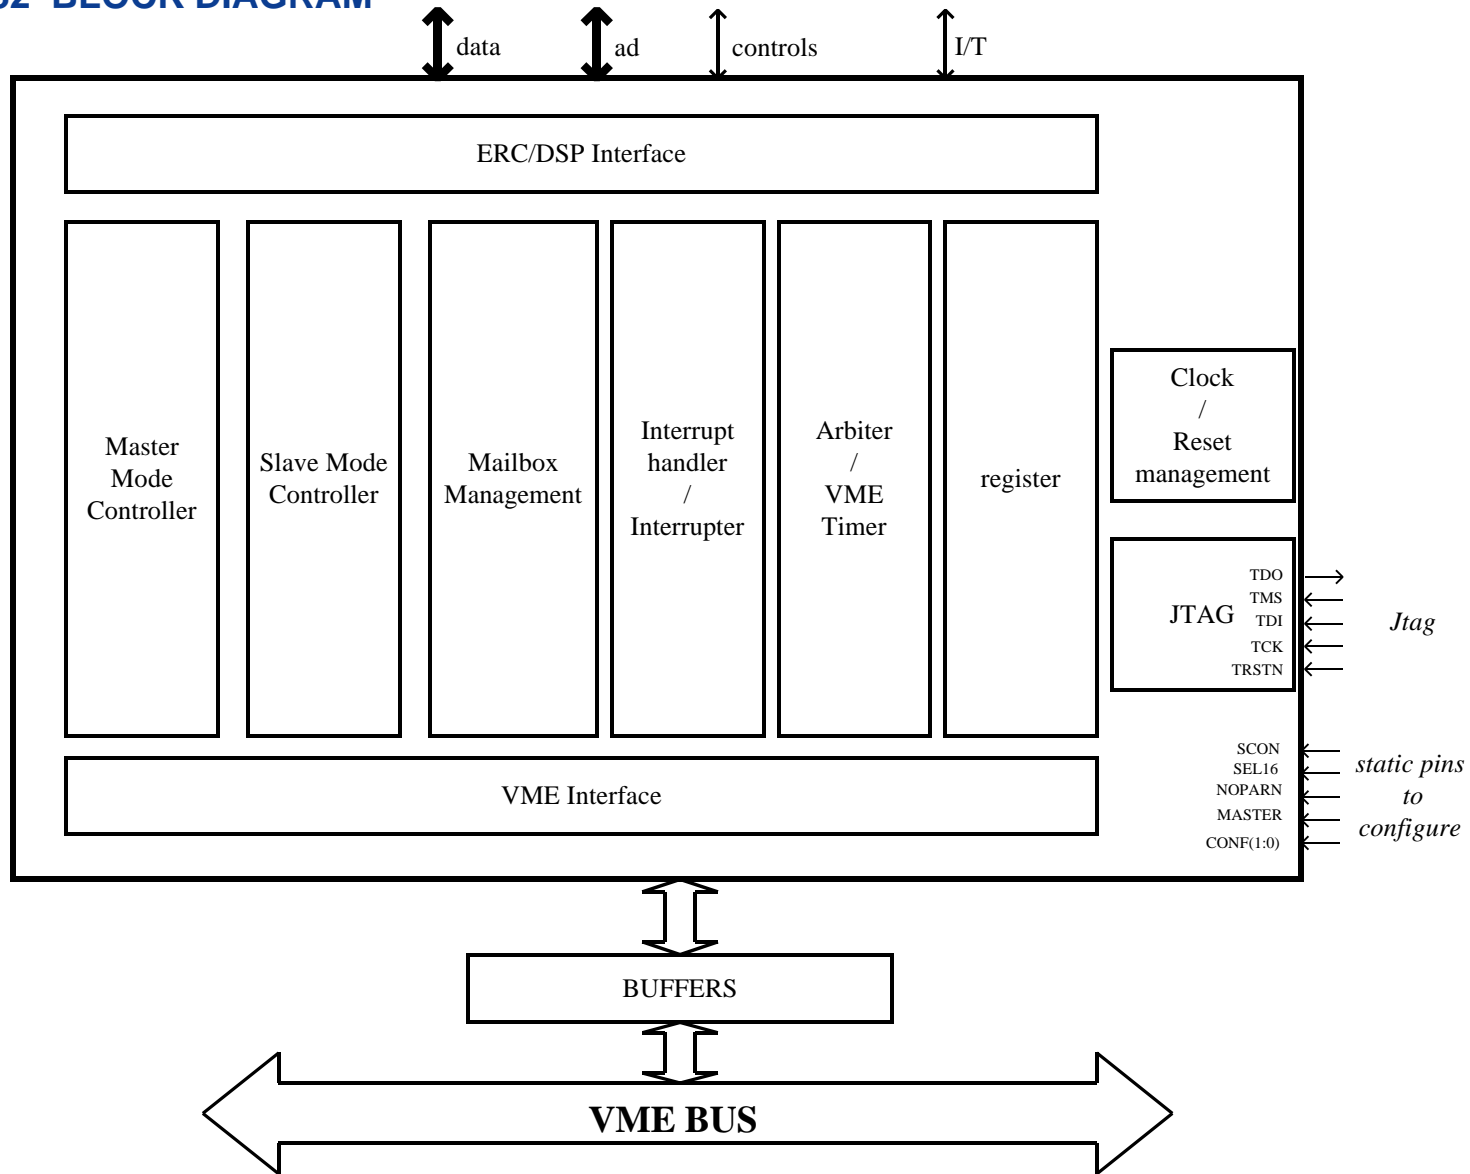 BLOCK DIAGRAM
data
ad
controls
I/T
ERC/DSP Interface
Master
Mode
Controller
Slave Mode
Controller
Mailbox
Management
Interrupt
handler
/
Interrupter
Arbiter
/
VME
Timer
register
Clock
/
Reset
management
JTAG
TDO
TMS
TDI
TCK
TRSTN
Jtag
SCON
SEL16
NOPARN
MASTER
CONF(1:0)
static pins
to
configure
VME Interface
BUFFERS
VME BUS